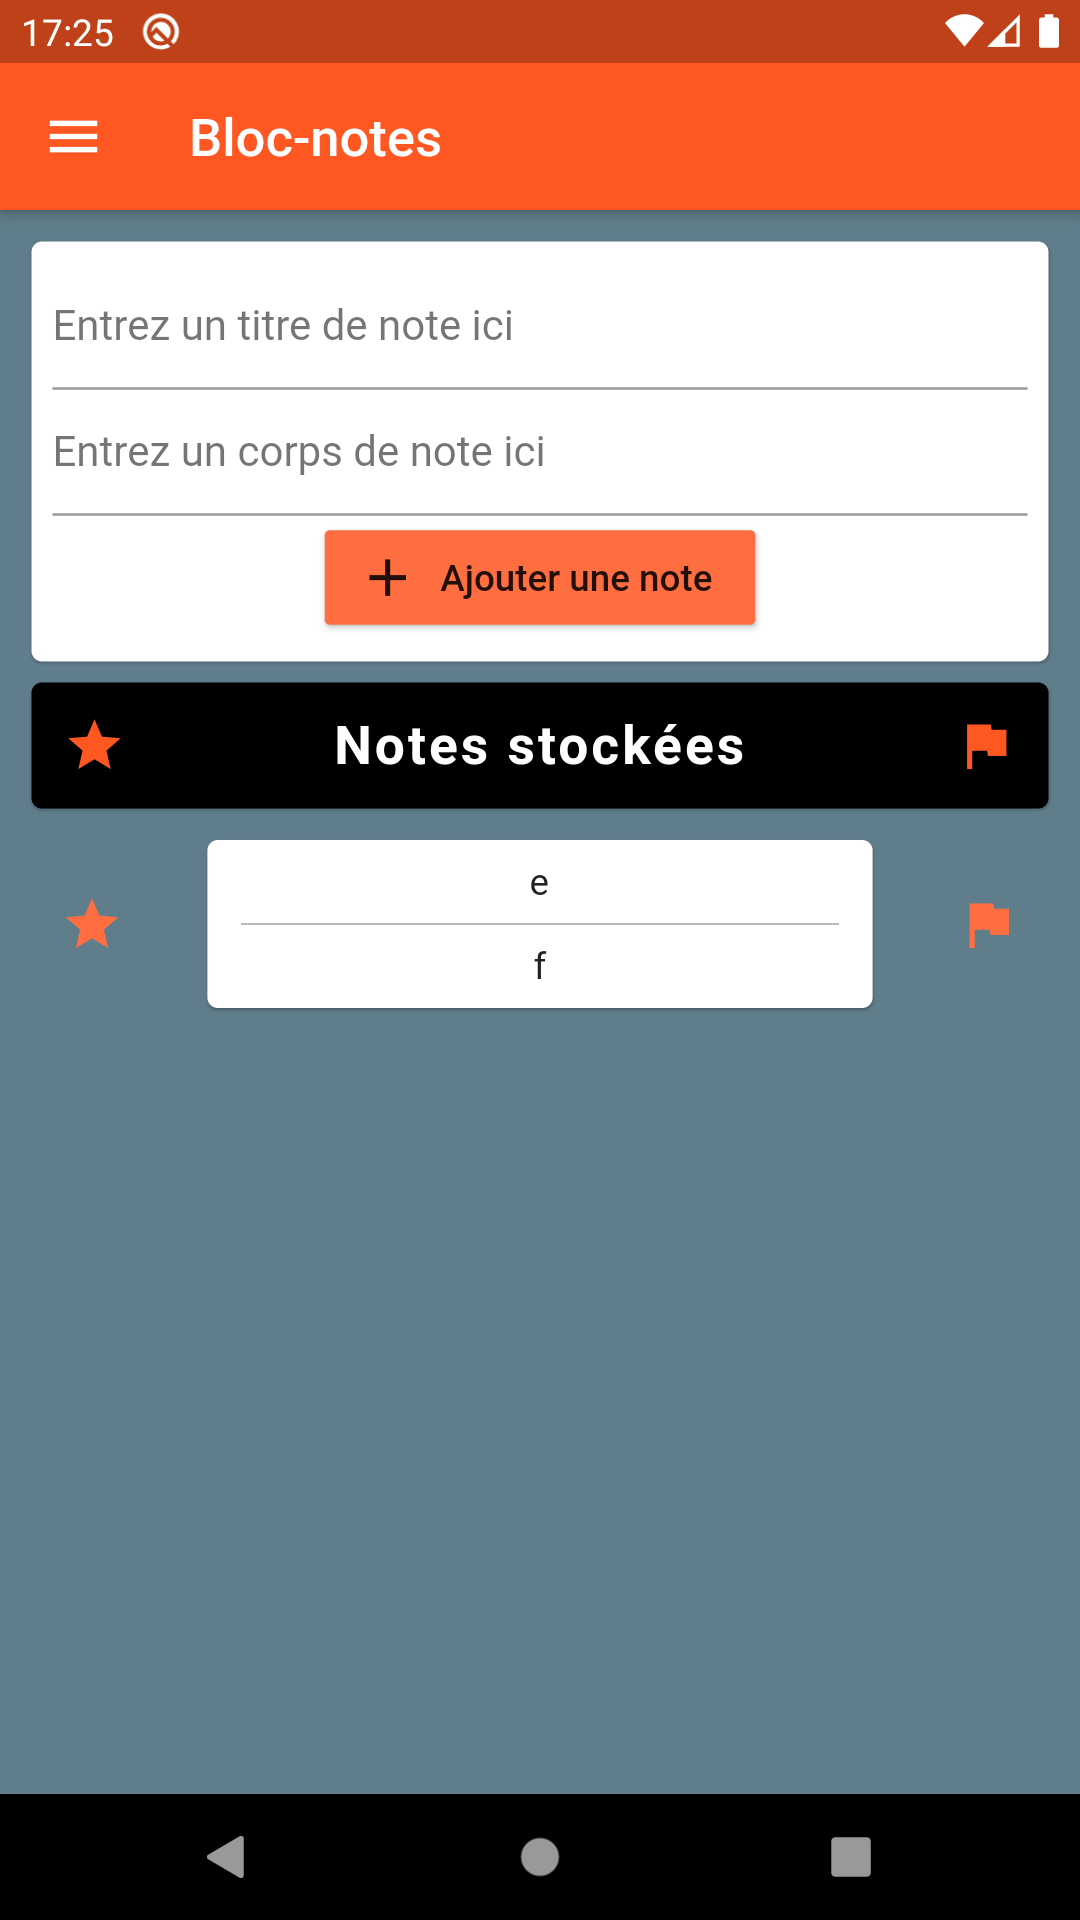 17:25
Bloc-notes
Entrez un titre de note ici
Entrez un corps de note ici
Ajouter une note
Notes stockées
e
f